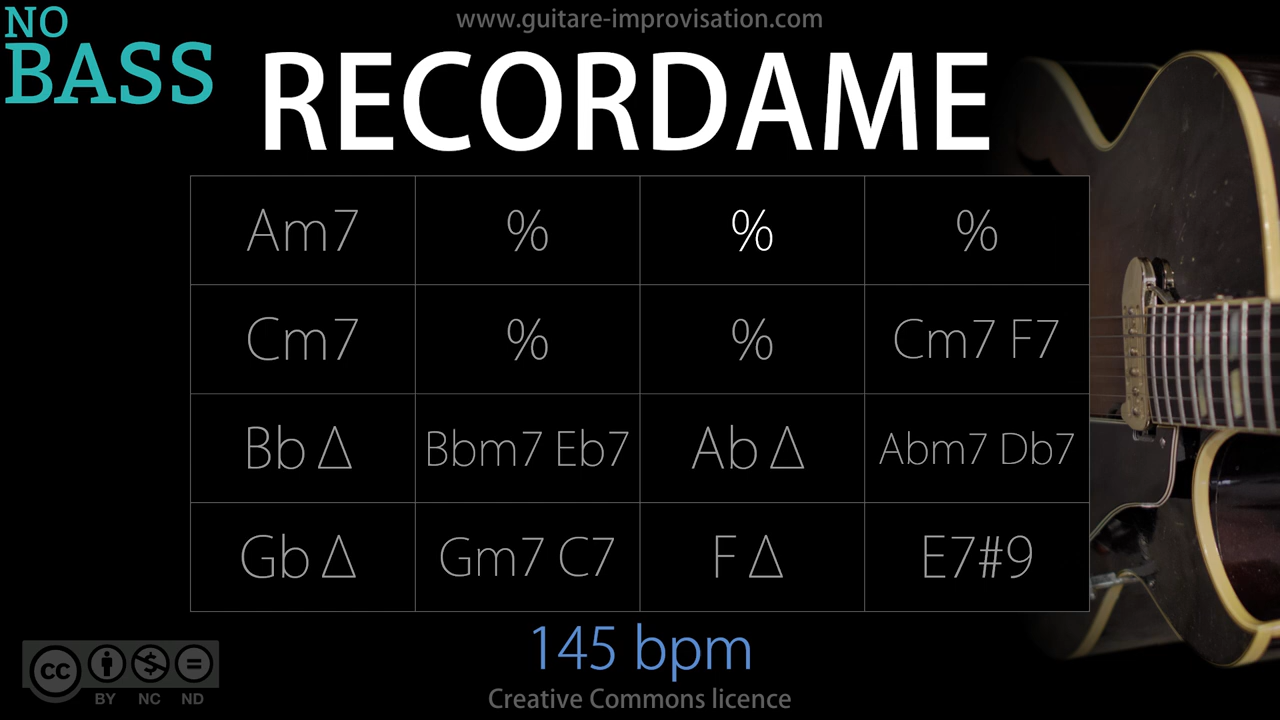 www.guitare-improvisation.com
NO
BASS
RECORDAME
Am7 % % %
Cm7 % % Cm7 F7
Bb Δ Bbm7 Eb7 Ab Δ Abm7 Db7
Gb Δ Gm7 C7 F Δ E7#9
145 bpm
cc $ =
BY NC ND
Creative Commons licence